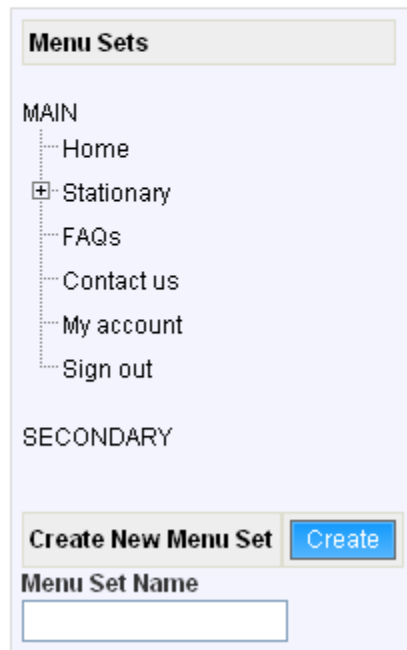 Menu Sets
MAIN
Home
Stationary
FAQs
Contact us
My account
Sign out
SECONDARY
Create New Menu Set Create
Menu Set Name